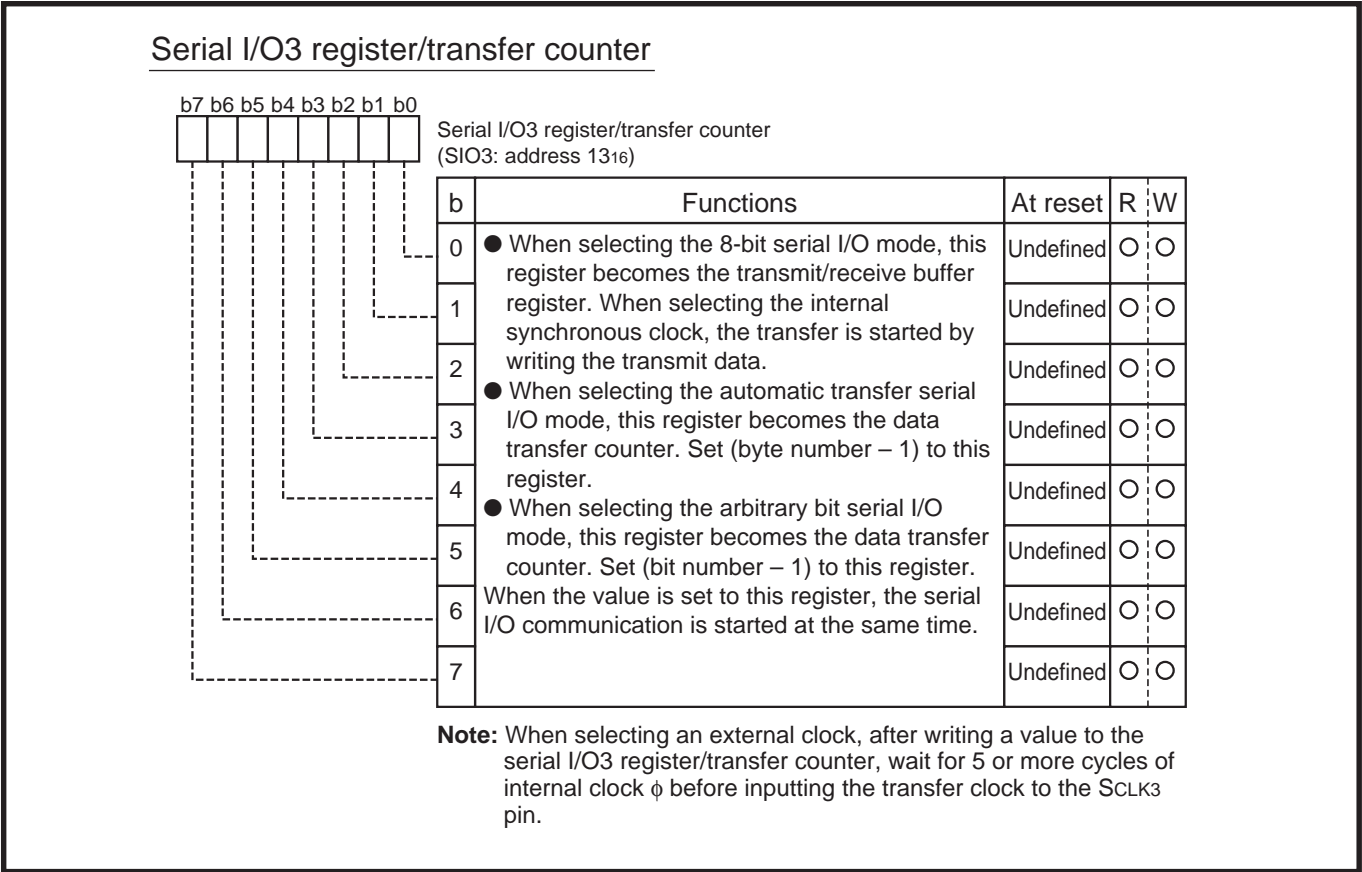 Serial I/O3 register/transfer counter
b7 b6 b5 b4 b3 b2 b1 b0
Serial I/O3 register/transfer counter
(SIO3: address 1316)
b Functions At reset R W
0 ● When selecting the 8-bit serial I/O mode, this Undefined ○ ○
register becomes the transmit/receive buffer
1 register. When selecting the internal Undefined ○ ○
synchronous clock, the transfer is started by
2 writing the transmit data. Undefined ○ ○
● When selecting the automatic transfer serial
3 I/O mode, this register becomes the data Undefined ○ ○
transfer counter. Set (byte number – 1) to this
4 register. Undefined ○ ○
● When selecting the arbitrary bit serial I/O
5 mode, this register becomes the data transfer Undefined ○ ○
counter. Set (bit number – 1) to this register.
6 When the value is set to this register, the serial Undefined ○ ○
I/O communication is started at the same time.
7 Undefined ○ ○
Note: When selecting an external clock, after writing a value to the
serial I/O3 register/transfer counter, wait for 5 or more cycles of
internal clock ϕ before inputting the transfer clock to the SCLK3
pin.